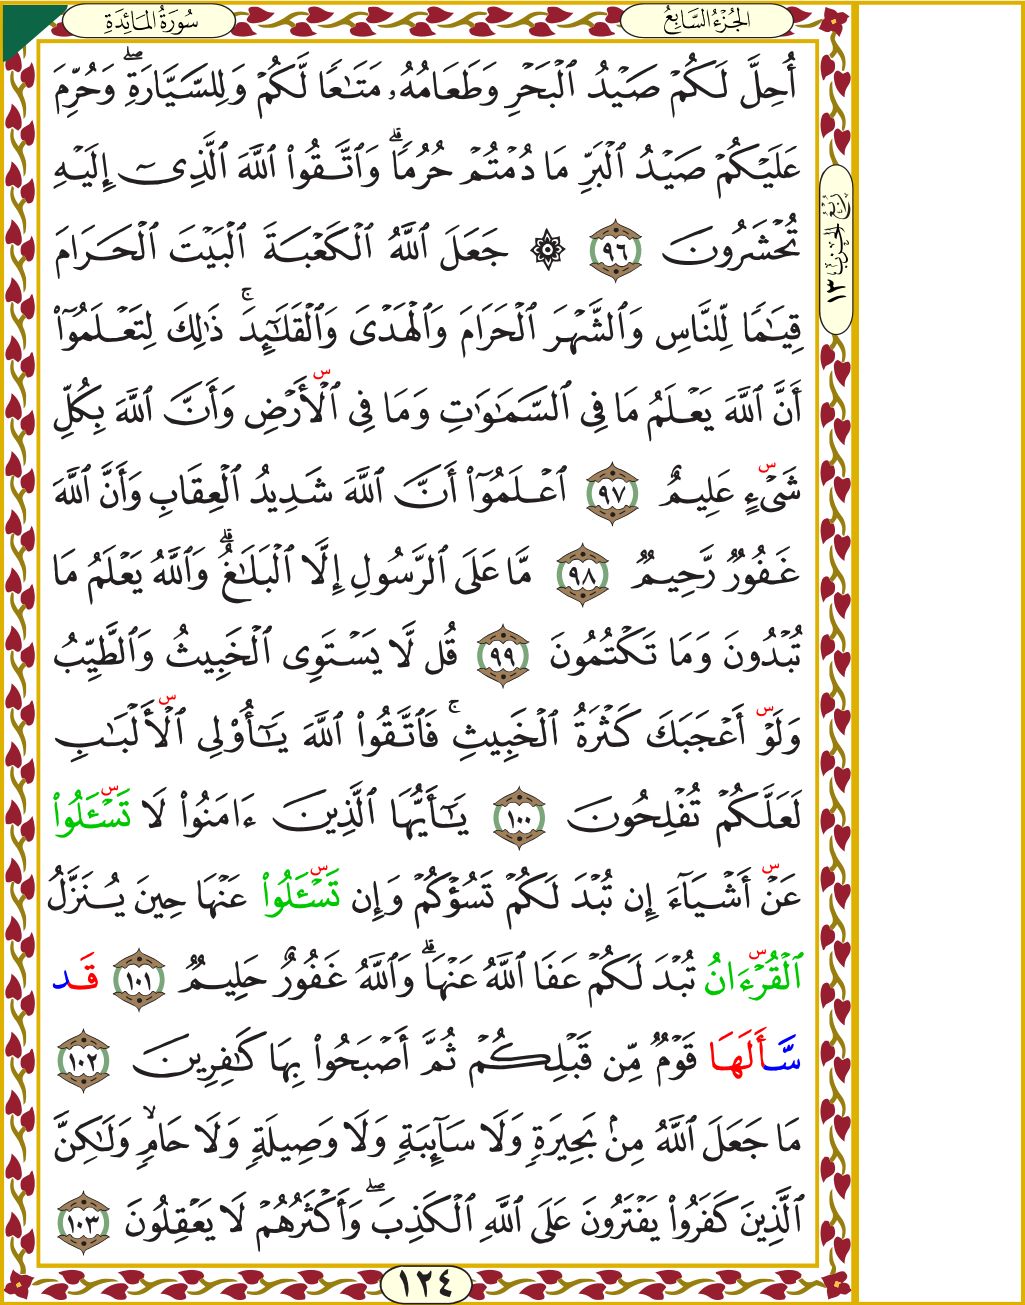 سُورَةُ المَائِدَةِ
الجُزْءُ السَّابِعُ
أُحِلَّ لَكُمْ صَيْدُ ٱلْبَحْرِ وَطَعَامُهُۥ مَتَـٰعًا لَّكُمْ وَلِلسَّيَّارَةِ ۖ وَحُرِّمَ
عَلَيْكُمْ صَيْدُ ٱلْبَرِّ مَا دُمْتُمْ حُرُمًا ۗ وَٱتَّقُوا۟ ٱللَّهَ ٱلَّذِىٓ إِلَيْهِ
تُحْشَرُونَ ٩٦ ۞ جَعَلَ ٱللَّهُ ٱلْكَعْبَةَ ٱلْبَيْتَ ٱلْحَرَامَ
قِيَـٰمًا لِّلنَّاسِ وَٱلشَّهْرَ ٱلْحَرَامَ وَٱلْهَدْىَ وَٱلْقَلَـٰٓئِدَ ۚ ذَٰلِكَ لِتَعْلَمُوٓا۟
أَنَّ ٱللَّهَ يَعْلَمُ مَا فِى ٱلسَّمَـٰوَٰتِ وَمَا فِى ٱلْأَرْضِ وَأَنَّ ٱللَّهَ بِكُلِّ
شَىْءٍ عَلِيمٌ ٩٧ ٱعْلَمُوٓا۟ أَنَّ ٱللَّهَ شَدِيدُ ٱلْعِقَابِ وَأَنَّ ٱللَّهَ
غَفُورٌ رَّحِيمٌ ٩٨ مَّا عَلَى ٱلرَّسُولِ إِلَّا ٱلْبَلَـٰغُ ۗ وَٱللَّهُ يَعْلَمُ مَا
تُبْدُونَ وَمَا تَكْتُمُونَ ٩٩ قُل لَّا يَسْتَوِى ٱلْخَبِيثُ وَٱلطَّيِّبُ
وَلَوْ أَعْجَبَكَ كَثْرَةُ ٱلْخَبِيثِ ۚ فَٱتَّقُوا۟ ٱللَّهَ يَـٰٓأُو۟لِى ٱلْأَلْبَـٰبِ
لَعَلَّكُمْ تُفْلِحُونَ ١٠٠ يَـٰٓأَيُّهَا ٱلَّذِينَ ءَامَنُوا۟ لَا تَسْـَٔلُوا۟
عَنْ أَشْيَآءَ إِن تُبْدَ لَكُمْ تَسُؤْكُمْ وَإِن تَسْـَٔلُوا۟ عَنْهَا حِينَ يُنَزَّلُ
ٱلْقُرْءَانُ تُبْدَ لَكُمْ عَفَا ٱللَّهُ عَنْهَا ۗ وَٱللَّهُ غَفُورٌ حَلِيمٌ ١٠١ قَد
سَّأَلَهَا قَوْمٌ مِّن قَبْلِكُمْ ثُمَّ أَصْبَحُوا۟ بِهَا كَـٰفِرِينَ ١٠٢
مَا جَعَلَ ٱللَّهُ مِنۢ بَحِيرَةٍ وَلَا سَآئِبَةٍ وَلَا وَصِيلَةٍ وَلَا حَامٍ ۙ وَلَـٰكِنَّ
ٱلَّذِينَ كَفَرُوا۟ يَفْتَرُونَ عَلَى ٱللَّهِ ٱلْكَذِبَ ۖ وَأَكْثَرُهُمْ لَا يَعْقِلُونَ ١٠٣
رُبْعُ الحِزْبِ ١٣
١٢٤